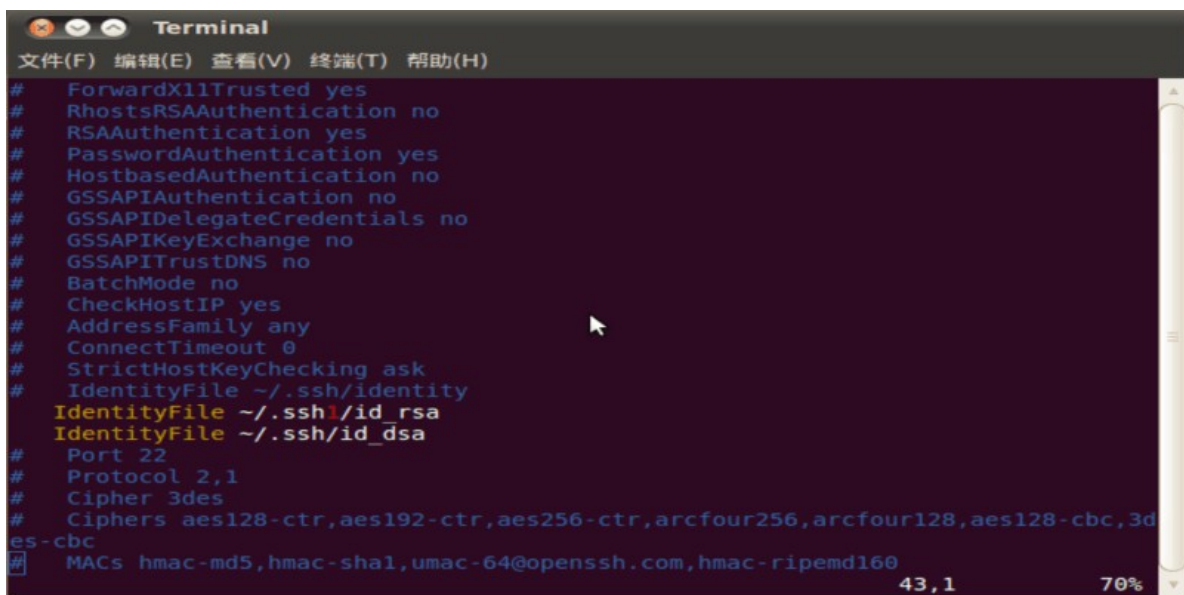 Terminal
文件(F) 编辑(E) 查看(V) 终端(T) 帮助(H)
#   ForwardX11Trusted yes
#   RhostsRSAAuthentication no
#   RSAAuthentication yes
#   PasswordAuthentication yes
#   HostbasedAuthentication no
#   GSSAPIAuthentication no
#   GSSAPIDelegateCredentials no
#   GSSAPIKeyExchange no
#   GSSAPITrustDNS no
#   BatchMode no
#   CheckHostIP yes
#   AddressFamily any
#   ConnectTimeout 0
#   StrictHostKeyChecking ask
#   IdentityFile ~/.ssh/identity
   IdentityFile ~/.ssh1/id_rsa
   IdentityFile ~/.ssh/id_dsa
#   Port 22
#   Protocol 2,1
#   Cipher 3des
#   Ciphers aes128-ctr,aes192-ctr,aes256-ctr,arcfour256,arcfour128,aes128-cbc,3d
es-cbc
#   MACs hmac-md5,hmac-sha1,umac-64@openssh.com,hmac-ripemd160
43,1 70%